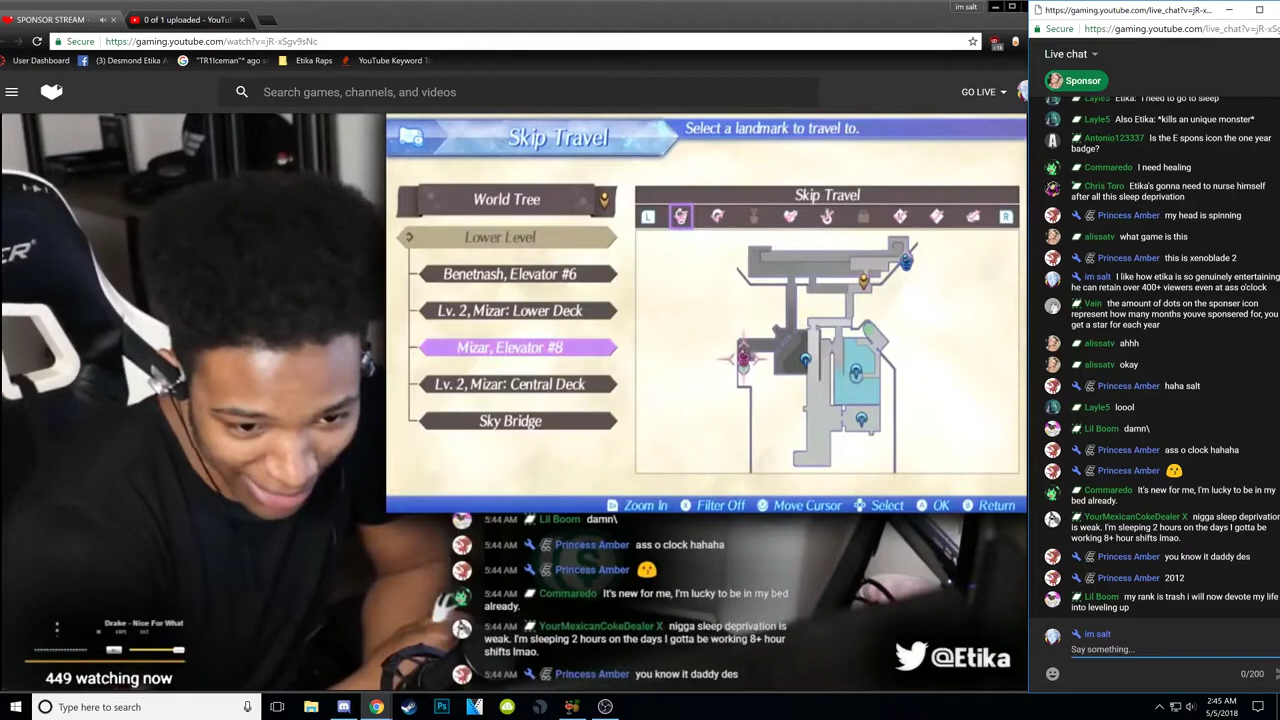 SPONSOR STREAM -
0 of 1 uploaded - YouTu
im salt
https://gaming.youtube.com/live_chat?v=jR-x...
Secure
https://gaming.youtube.com/watch?v=jR-xSgv9sNc
Secure
https://gaming.youtube.com/live_chat?v=jR-xSg
User Dashboard
(3) Desmond Etika A
"TR1Iceman"* ago s
Etika Raps
YouTube Keyword To
Search games, channels, and videos
GO LIVE
Live chat
Sponsor
Layle5 Etika: I need to go to sleep
Layle5 Also Etika: *kills an unique monster*
Antonio123337 Is the E spons icon the one year
badge?
Commaredo I need healing
Chris Toro Etika's gonna need to nurse himself
after all this sleep deprivation
Princess Amber my head is spinning
alissatv what game is this
Princess Amber this is xenoblade 2
im salt I like how etika is so genuinely entertaining
he can retain over 400+ viewers even at ass o'clock
Vain the amount of dots on the sponser icon
represent how many months youve sponsered for, you
get a star for each year
alissatv ahhh
alissatv okay
Princess Amber haha salt
Layle5 loool
Lil Boom damn\
Princess Amber ass o clock hahaha
Princess Amber
Commaredo It's new for me, I'm lucky to be in my
bed already.
YourMexicanCokeDealer X nigga sleep deprivation
is weak. I'm sleeping 2 hours on the days I gotta be
working 8+ hour shifts lmao.
Princess Amber you know it daddy des
Princess Amber 2012
Lil Boom my rank is trash i will now devote my life
into leveling up
im salt
Say something...
0/200
Skip Travel
Select a landmark to travel to.
World Tree
Lower Level
Benetnash, Elevator #6
Lv. 2, Mizar: Lower Deck
Mizar, Elevator #8
Lv. 2, Mizar: Central Deck
Sky Bridge
Skip Travel
L
R
Zoom In
X Filter Off
Move Cursor
Select
A OK
B Return
5:44 AM Lil Boom damn\
5:44 AM Princess Amber ass o clock hahaha
5:44 AM Princess Amber
5:44 AM Commaredo It's new for me, I'm lucky to be in my bed
already.
5:44 AM YourMexicanCokeDealer X nigga sleep deprivation is
weak. I'm sleeping 2 hours on the days I gotta be working 8+ hour
shifts lmao.
5:44 AM Princess Amber you know it daddy des
Drake - Nice For What
449 watching now
@Etika
Type here to search
2:45 AM
5/5/2018